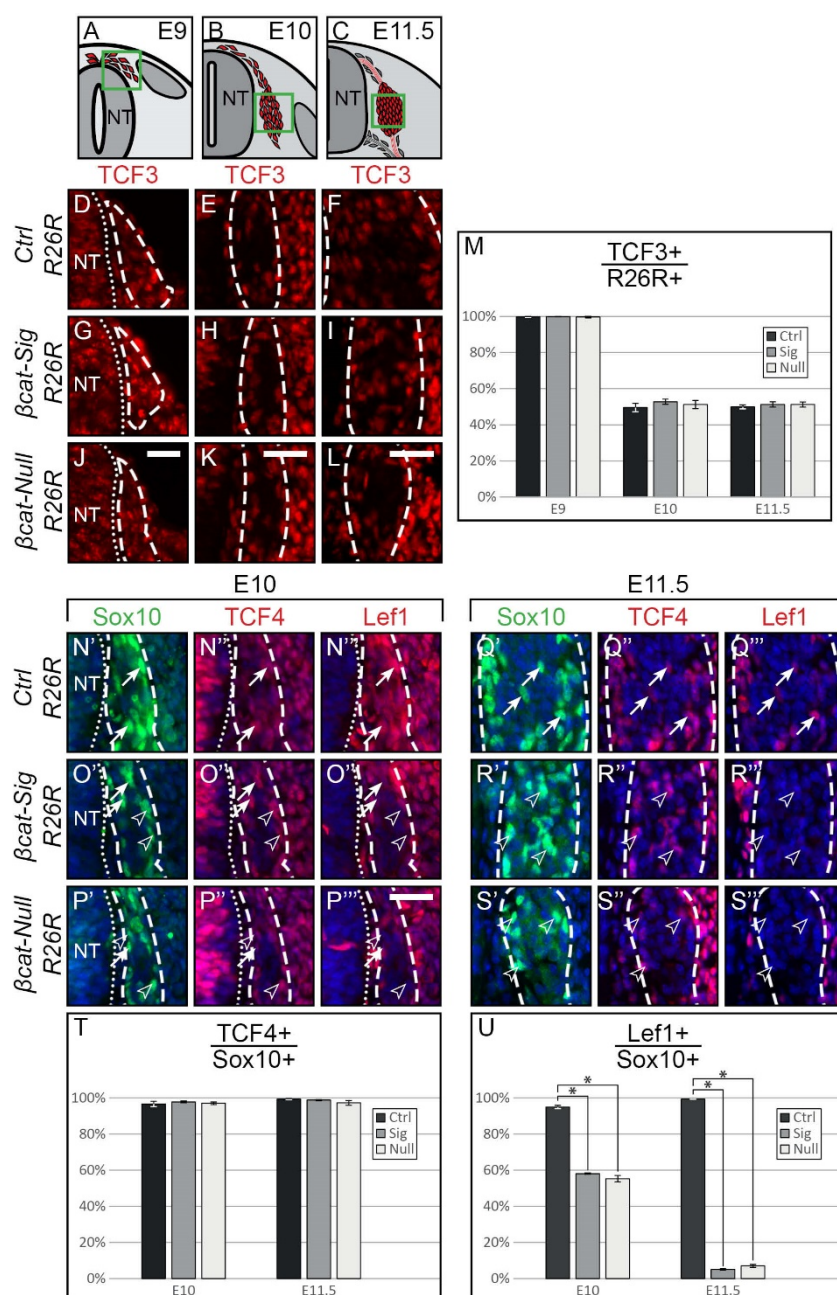 A E9
B E10
C E11.5
NT NT NT
TCF3 TCF3 TCF3
Ctrl R26R
D E F
NT
βcat-Sig R26R
G H I
NT
βcat-Null R26R
J K L
NT
M TCF3+
R26R+
100%
80%
60%
40%
20%
0%
Ctrl
Sig
Null
E9 E10 E11.5
E10
Sox10 TCF4 Lef1
E11.5
Sox10 TCF4 Lef1
Ctrl R26R
N' N'' N'''
NT
Q' Q'' Q'''
βcat-Sig R26R
O' O'' O'''
NT
R' R'' R'''
βcat-Null R26R
P' P'' P'''
NT
S' S'' S'''
T TCF4+
Sox10+
100%
80%
60%
40%
20%
0%
Ctrl
Sig
Null
E10 E11.5
U Lef1+
Sox10+
* * * *
100%
80%
60%
40%
20%
0%
Ctrl
Sig
Null
E10 E11.5